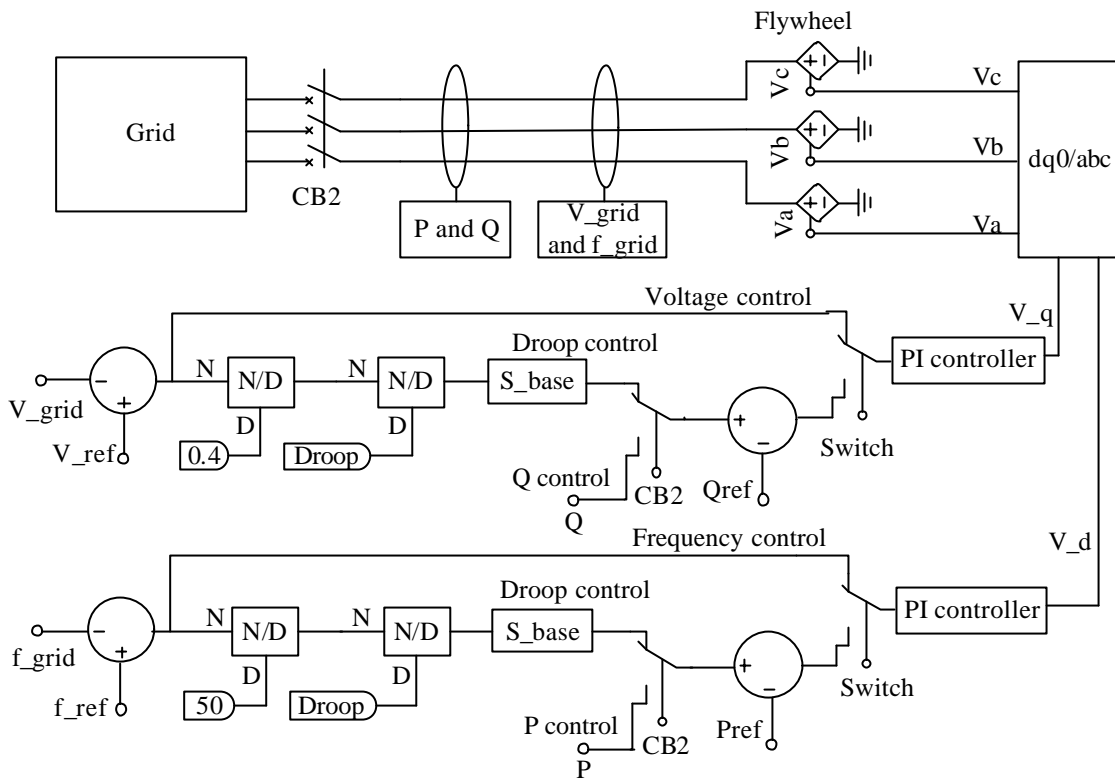 Flywheel
Grid
CB2
P and Q
V_grid
and f_grid
Vc
Vb
Va
Vc
Vb
Va
dq0/abc
Voltage control
V_q
Droop control
PI controller
N
N/D
N
N/D
S_base
V_grid
D
D
V_ref
0.4
Droop
Switch
Q control
CB2
Qref
Q
Frequency control
V_d
Droop control
PI controller
N
N/D
N
N/D
S_base
f_grid
D
D
f_ref
50
Droop
Switch
P control
CB2
Pref
P